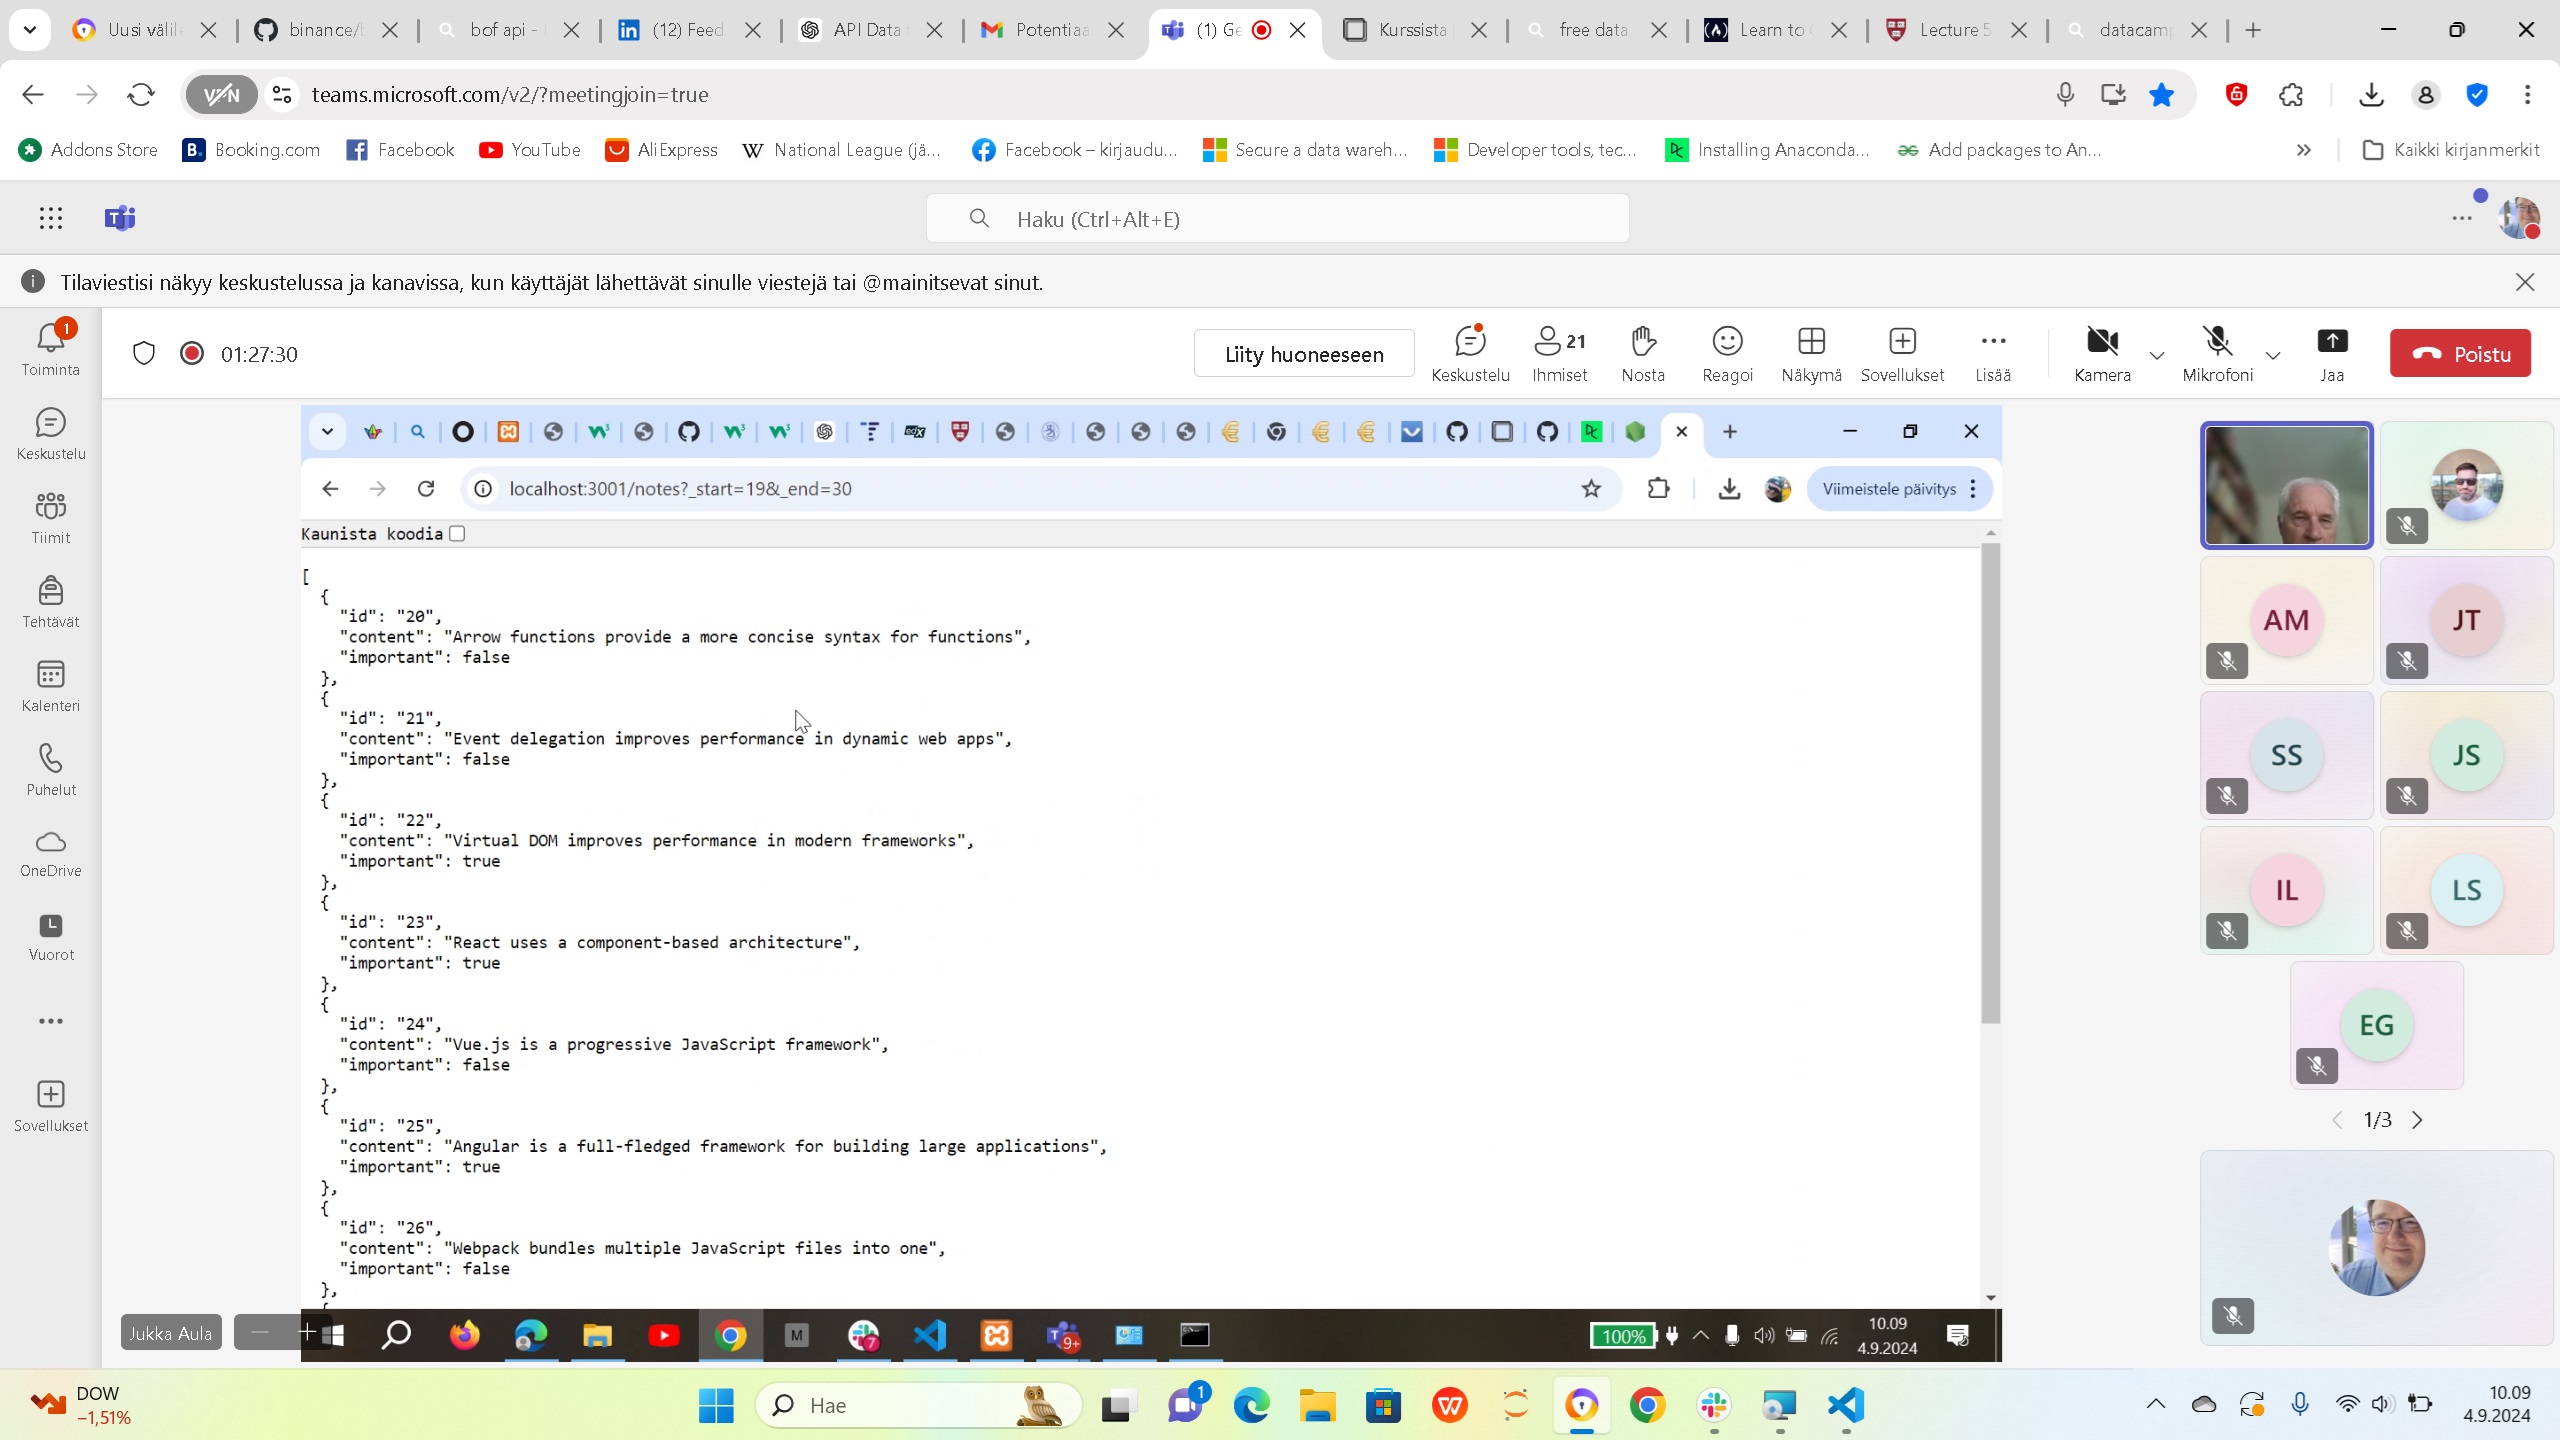 Uusi välile
binance/b
bof api -
(12) Feed
API Data t
Potentiaa
(1) Ge
Kurssista
free data
Learn to C
Lecture 5
datacamp
VPN
teams.microsoft.com/v2/?meetingjoin=true
Addons Store
Booking.com
Facebook
YouTube
AliExpress
National League (jä...
Facebook – kirjaudu...
Secure a data wareh...
Developer tools, tec...
Installing Anaconda...
Add packages to An...
Kaikki kirjanmerkit
Haku (Ctrl+Alt+E)
Tilaviestisi näkyy keskustelussa ja kanavissa, kun käyttäjät lähettävät sinulle viestejä tai @mainitsevat sinut.
1
Toiminta
Keskustelu
Tiimit
Tehtävät
Kalenteri
Puhelut
OneDrive
Vuorot
Sovellukset
01:27:30
Liity huoneeseen
Keskustelu
21
Ihmiset
Nosta
Reagoi
Näkymä
Sovellukset
Lisää
Kamera
Mikrofoni
Jaa
Poistu
localhost:3001/notes?_start=19&_end=30
Viimeistele päivitys
Kaunista koodia
[
{
"id": "20",
"content": "Arrow functions provide a more concise syntax for functions",
"important": false
},
{
"id": "21",
"content": "Event delegation improves performance in dynamic web apps",
"important": false
},
{
"id": "22",
"content": "Virtual DOM improves performance in modern frameworks",
"important": true
},
{
"id": "23",
"content": "React uses a component-based architecture",
"important": true
},
{
"id": "24",
"content": "Vue.js is a progressive JavaScript framework",
"important": false
},
{
"id": "25",
"content": "Angular is a full-fledged framework for building large applications",
"important": true
},
{
"id": "26",
"content": "Webpack bundles multiple JavaScript files into one",
"important": false
},
{
AM
JT
SS
JS
IL
LS
EG
1/3
Jukka Aula
M
7
9+
100%
10.09
4.9.2024
DOW
−1,51%
Hae
1
10.09
4.9.2024